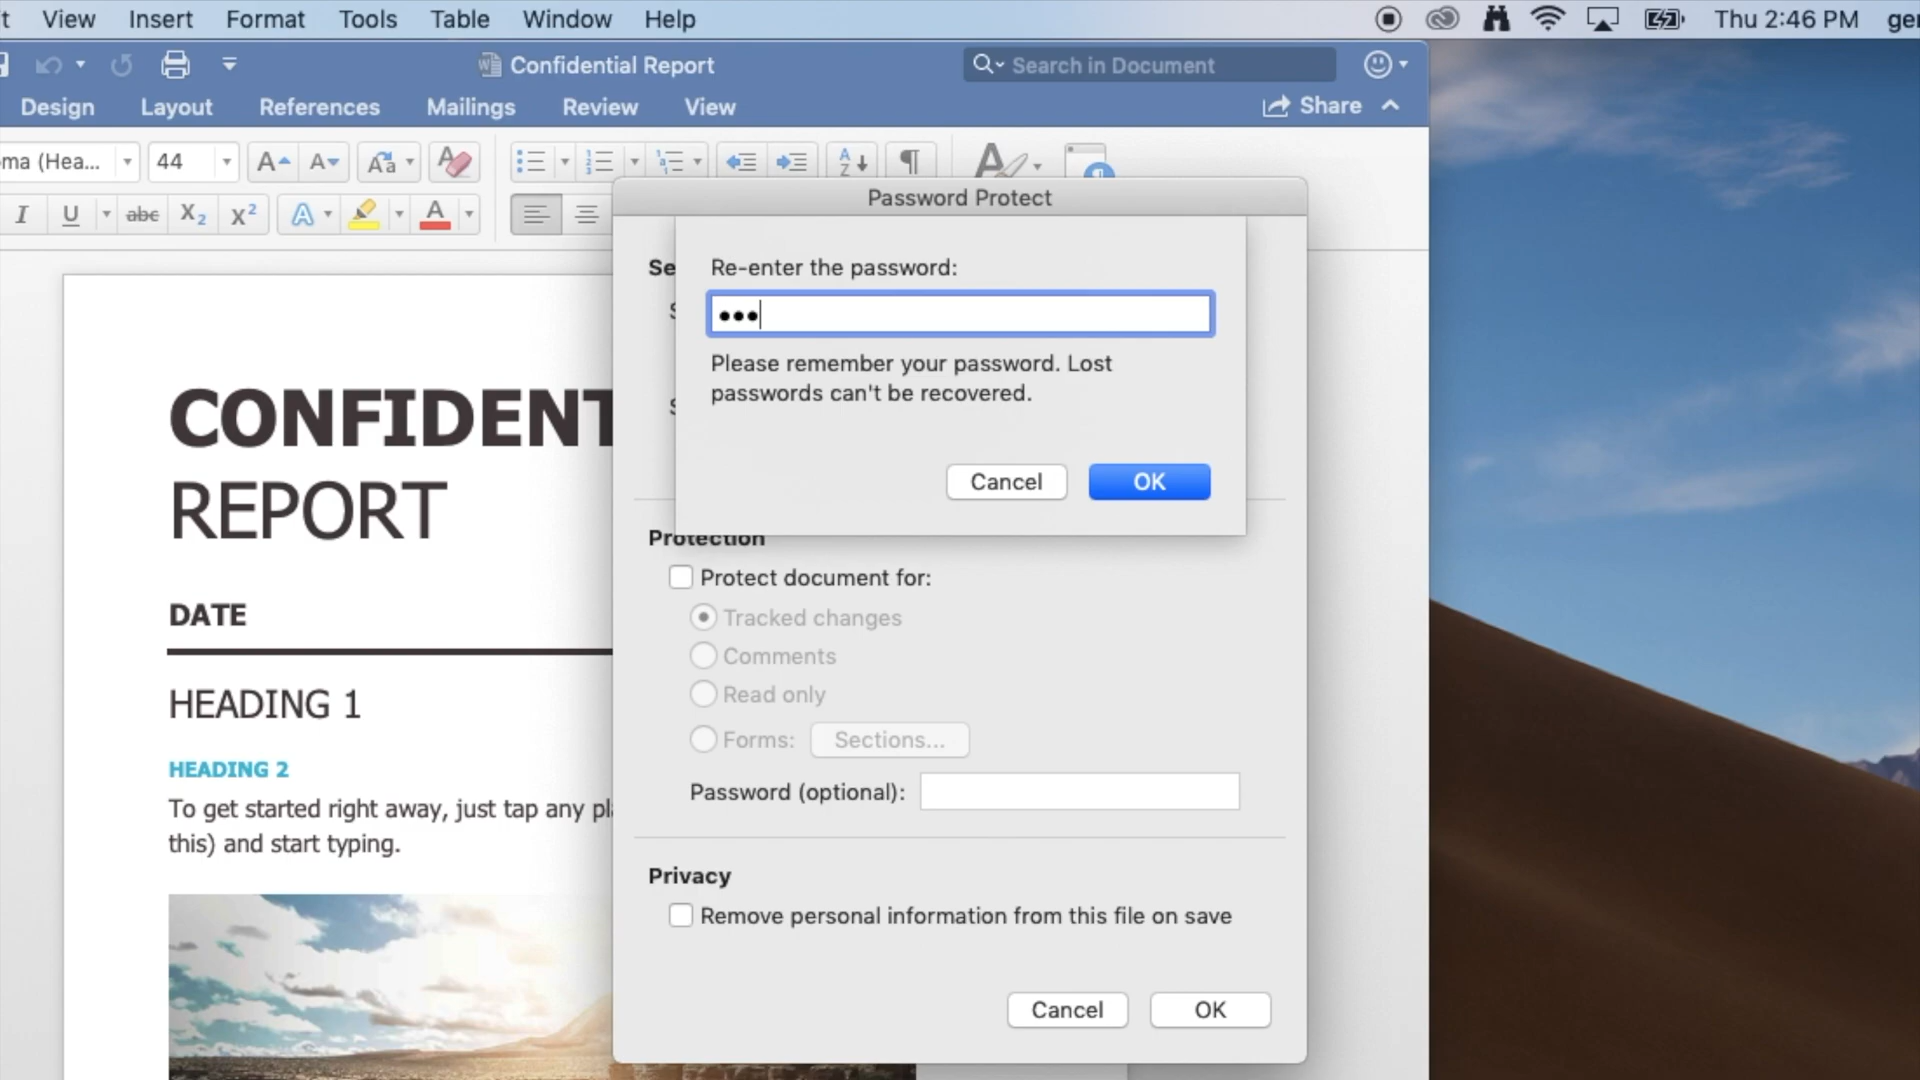 View Insert Format Tools Table Window Help Thu 2:46 PM
Confidential Report
Search in Document
Design Layout References Mailings Review View Share
44
A A Aa A
A Z
I U abc X2 X2 A A
Password Protect
Re-enter the password:
Please remember your password. Lost
passwords can't be recovered.
Cancel OK
Protection
Protect document for:
Tracked changes
Comments
Read only
Forms: Sections...
Password (optional):
Privacy
Remove personal information from this file on save
Cancel OK
REPORT
DATE
HEADING 1
HEADING 2
To get started right away, just tap any
this) and start typing.